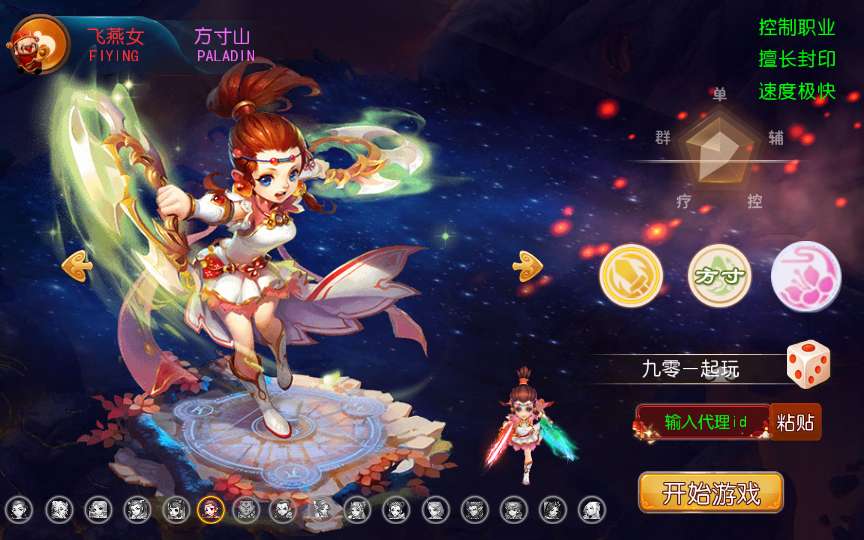 飞燕女
FIYING
方寸山
PALADIN
控制职业
擅长封印
速度极快
单
群
辅
疗
控
方寸
九零一起玩
输入代理id
粘贴
开始游戏